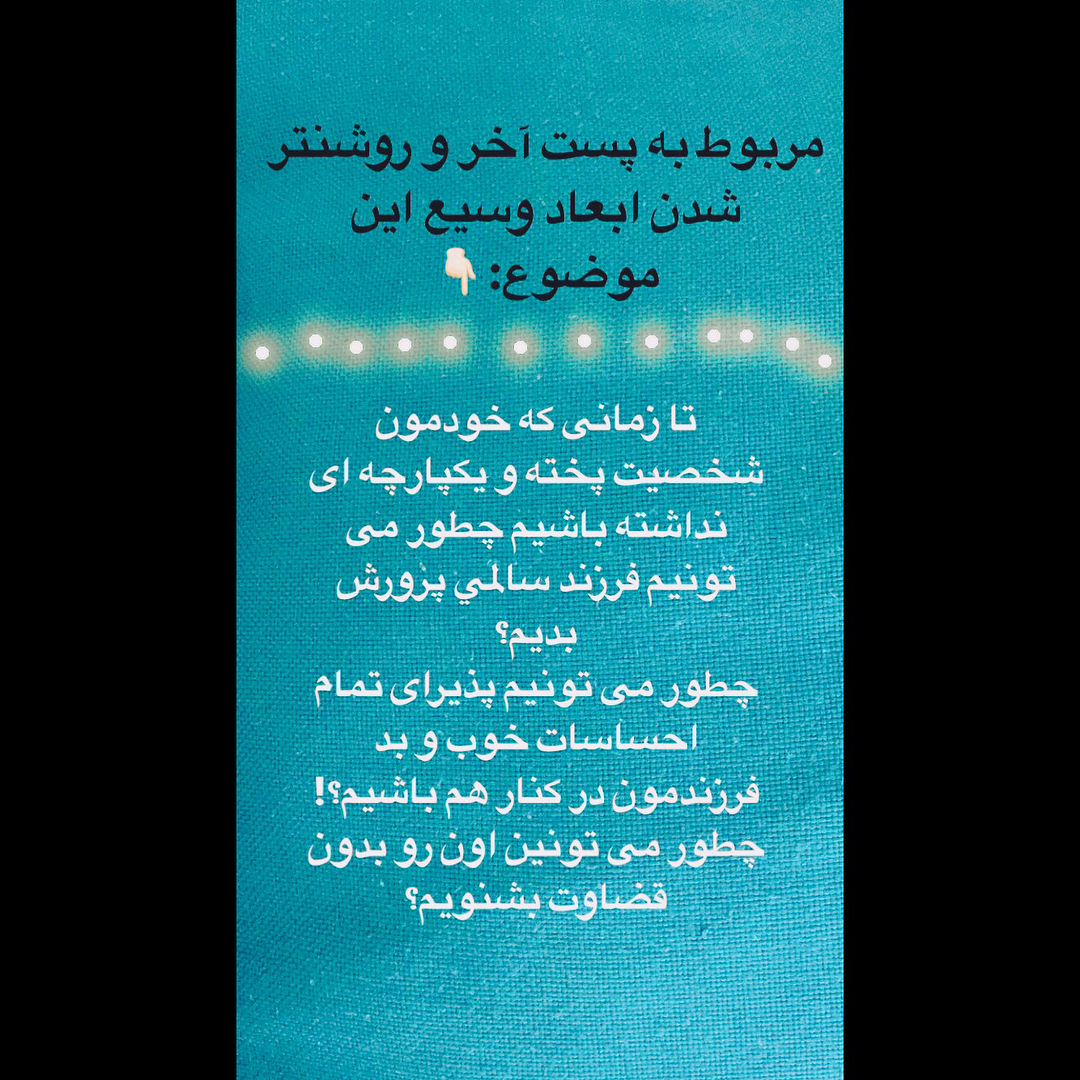 مربوط به پست آخر و روشنتر
شدن ابعاد وسیع این
موضوع: 👇🏻
تا زمانی که خودمون
شخصیت پخته و یکپارچه ای
نداشته باشیم چطور می
تونیم فرزند سالمي پرورش
بدیم؟
چطور می تونیم پذیرای تمام
احساسات خوب و بد
فرزندمون در کنار هم باشیم؟!
چطور می تونین اون رو بدون
قضاوت بشنویم؟